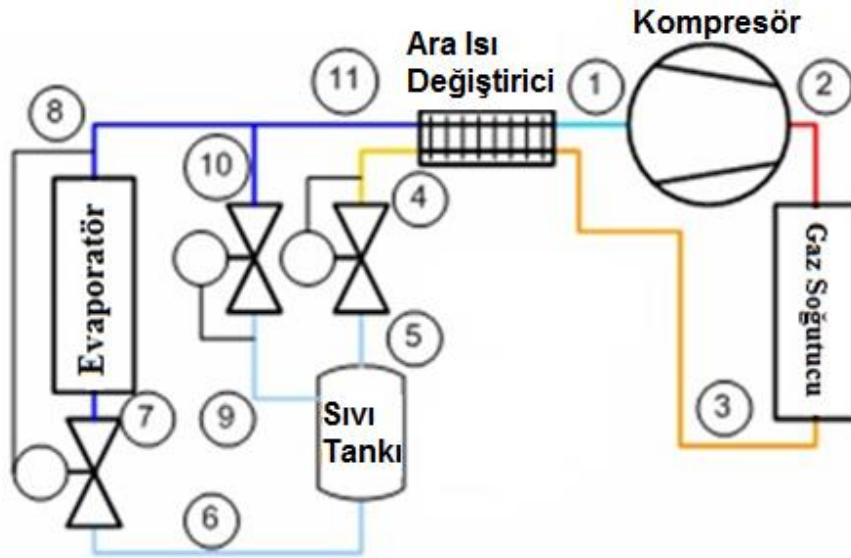 Kompresör
Ara Isı
Değiştirici
11
1
2
8
10
4
Evaporatör
Gaz Soğutucu
5
7
9
Sıvı
Tankı
3
6